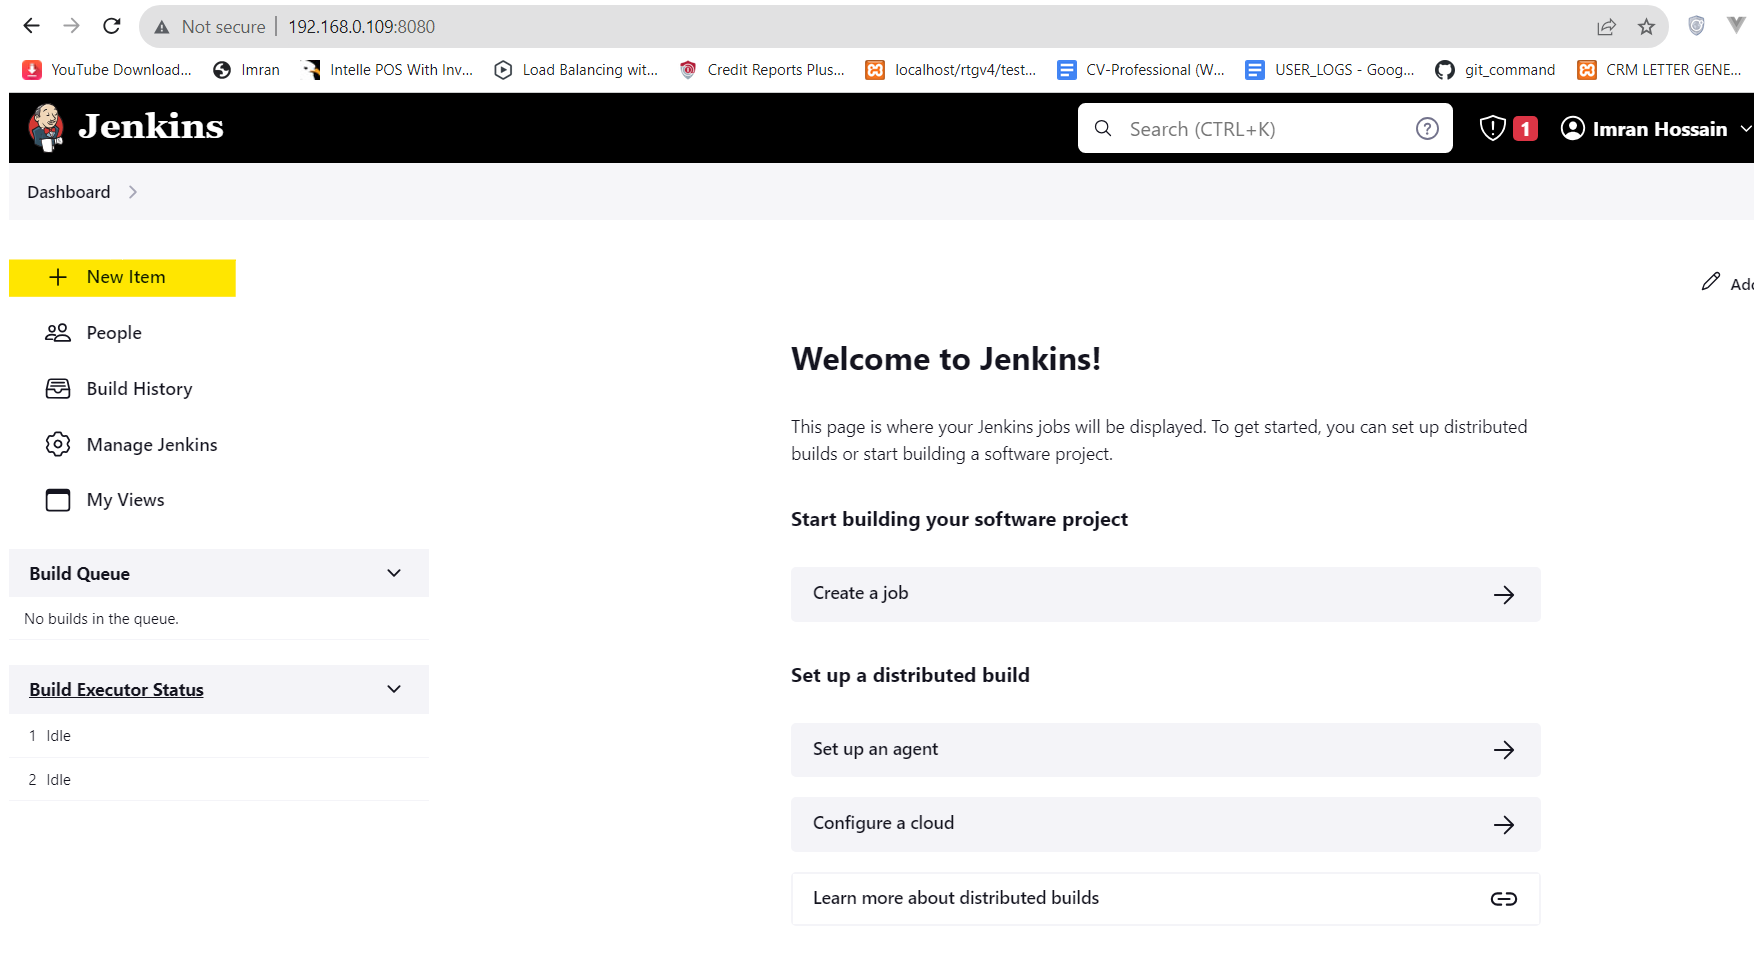 Not secure | 192.168.0.109:8080
YouTube Download... Imran Intelle POS With Inv... Load Balancing wit... Credit Reports Plus... localhost/rtgv4/test... CV-Professional (W... USER_LOGS - Goog... git_command CRM LETTER GENE...
Jenkins Search (CTRL+K) ? 1 Imran Hossain
Dashboard
New Item
Add
People
Build History
Manage Jenkins
My Views
Build Queue
No builds in the queue.
Build Executor Status
1 Idle
2 Idle
Welcome to Jenkins!
This page is where your Jenkins jobs will be displayed. To get started, you can set up distributed
builds or start building a software project.
Start building your software project
Create a job
Set up a distributed build
Set up an agent
Configure a cloud
Learn more about distributed builds